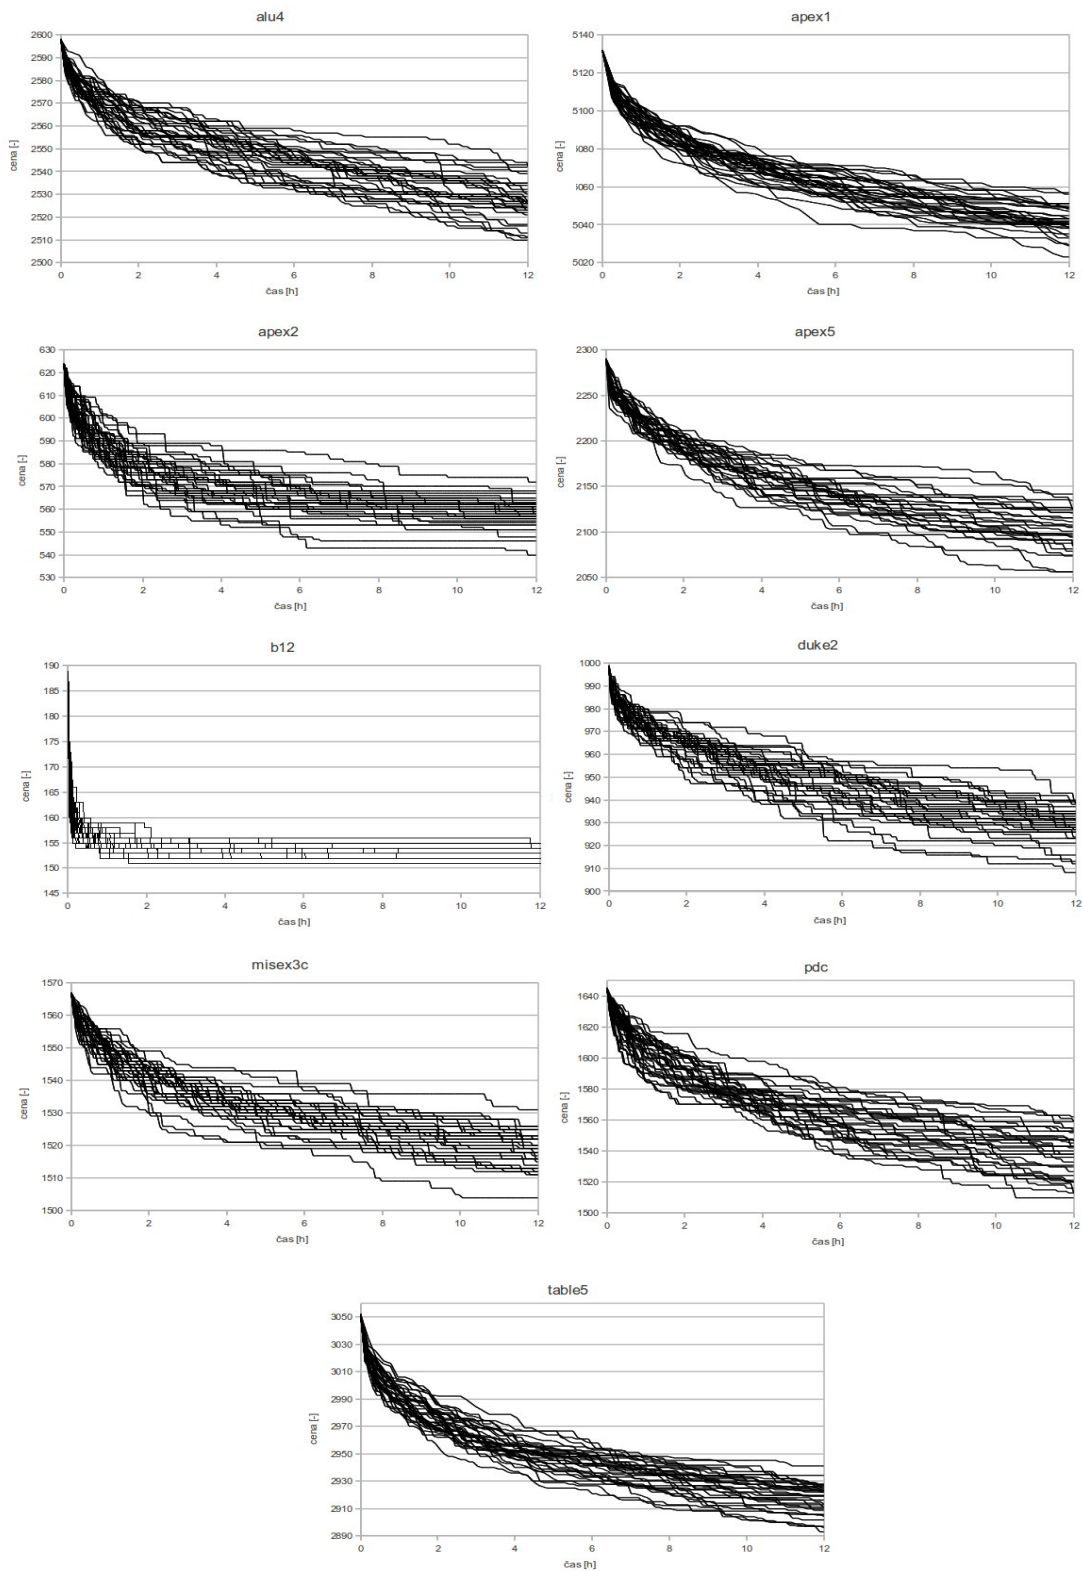 alu4
2600
2590
2580
2570
2560
2550
2540
2530
2520
2510
2500
cena [-]
0 2 4 6 8 10 12
čas [h]
apex1
5140
5120
5100
5080
5060
5040
5020
cena [-]
0 2 4 6 8 10 12
čas [h]
apex2
630
620
610
600
590
580
570
560
550
540
530
cena [-]
0 2 4 6 8 10 12
čas [h]
apex5
2300
2250
2200
2150
2100
2050
cena [-]
0 2 4 6 8 10 12
čas [h]
b12
190
185
180
175
170
165
160
155
150
145
cena [-]
0 2 4 6 8 10 12
čas [h]
duke2
1000
990
980
970
960
950
940
930
920
910
900
cena [-]
0 2 4 6 8 10 12
čas [h]
misex3c
1570
1560
1550
1540
1530
1520
1510
1500
cena [-]
0 2 4 6 8 10 12
čas [h]
pdc
1640
1620
1600
1580
1560
1540
1520
1500
cena [-]
0 2 4 6 8 10 12
čas [h]
table5
3050
3030
3010
2990
2970
2950
2930
2910
2890
cena [-]
0 2 4 6 8 10 12
čas [h]